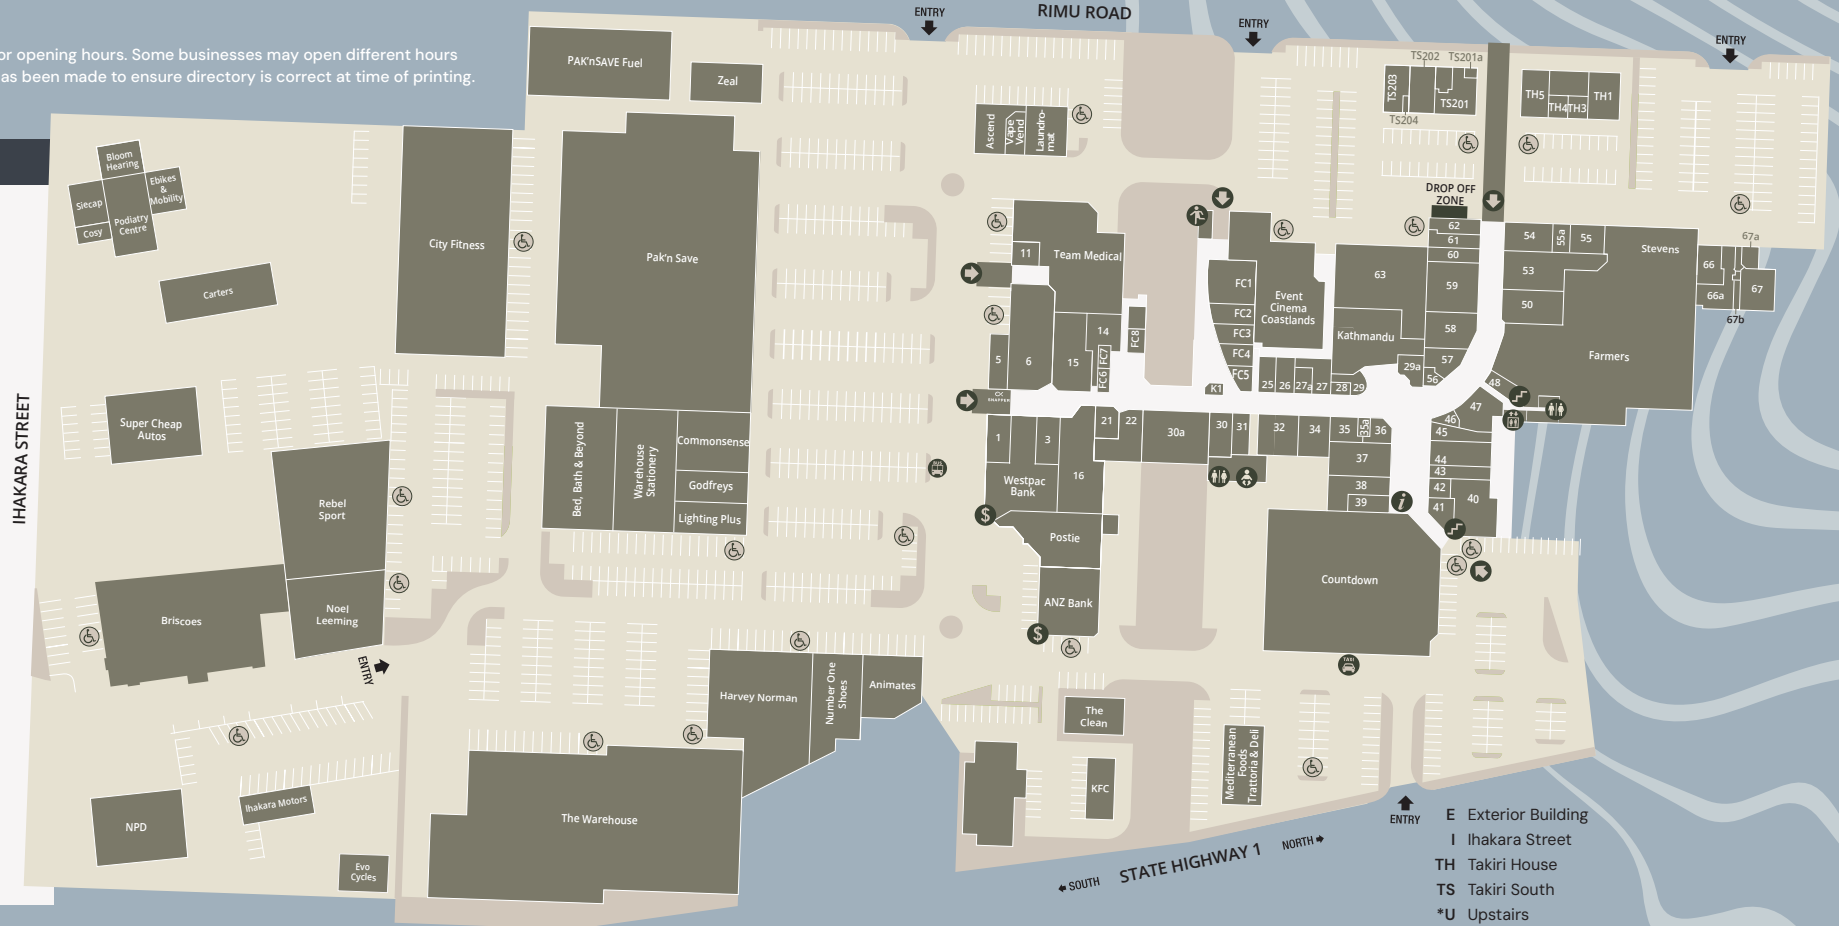 or opening hours. Some businesses may open different hours
as been made to ensure directory is correct at time of printing.
ENTRY
RIMU ROAD
ENTRY
ENTRY
PAK'nSAVE Fuel
Zeal
Ascend
Vape
Vend
Laundro-
mat
TS202
TS201a
TS203
TS201
TS204
TH5
TH4
TH3
TH1
Bloom
Hearing
Ebikes
&
Mobility
Siecap
Podiatry
Centre
Cosy
City Fitness
Pak'n Save
Carters
DROP OFF
ZONE
11
Team Medical
FC1
FC2
FC3
FC4
FC5
Event
Cinema
Coastlands
63
Kathmandu
62
61
60
59
58
57
56
54
55a
55
53
50
Stevens
Farmers
66
66a
67a
67
67b
5
6
15
14
FC7
FC6
FC8
K1
25
26
27a
27
28
29
29a
48
47
46
45
44
43
42
41
40
SNAPPER
1
3
16
21
22
30a
30
31
32
34
35
35a
36
37
38
39
IHAKARA STREET
Super Cheap
Autos
Rebel
Sport
Bed, Bath & Beyond
Warehouse
Stationery
Commonsense
Godfreys
Lighting Plus
Westpac
Bank
$
Postie
i
Countdown
ANZ Bank
$
TAXI
Briscoes
Noel
Leeming
ENTRY
Harvey Norman
Number One
Shoes
Animates
The
Clean
KFC
Mediterranean
Foods
Trattoria & Deli
NPD
Ihakara Motors
Evo
Cycles
The Warehouse
ENTRY
SOUTH
STATE HIGHWAY 1
NORTH
E Exterior Building
I Ihakara Street
TH Takiri House
TS Takiri South
*U Upstairs